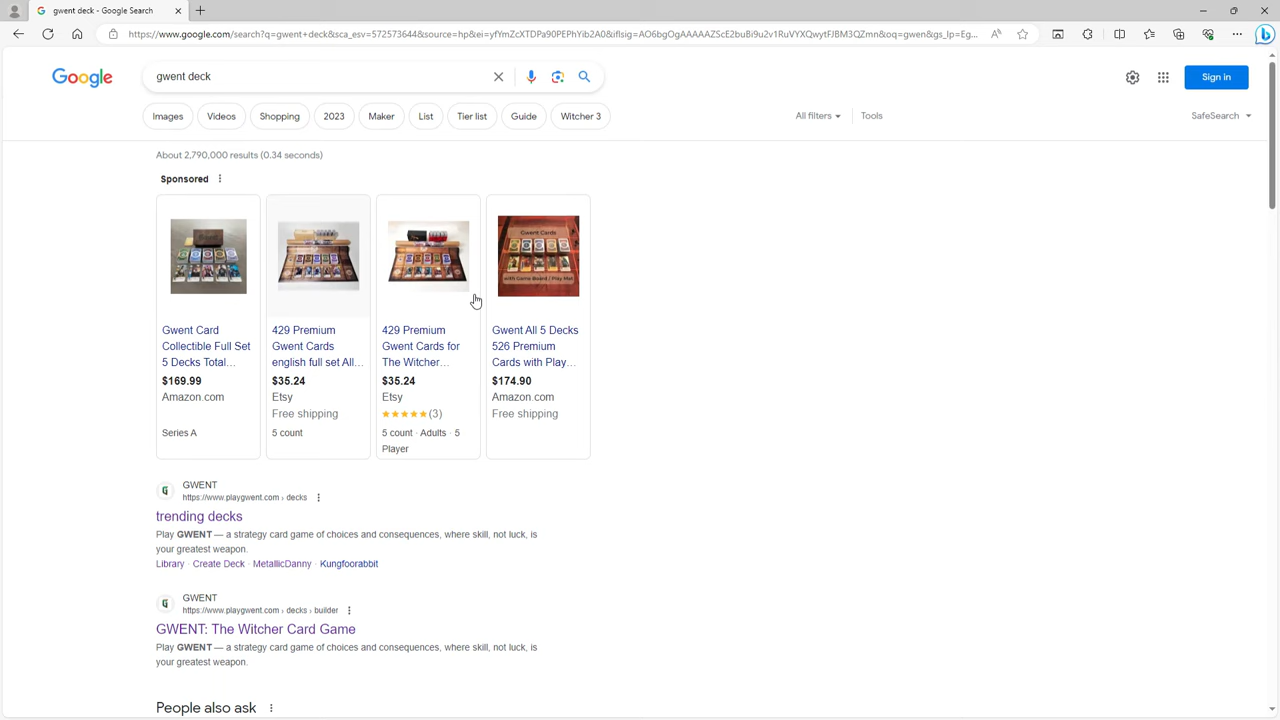 gwent deck - Google Search
https://www.google.com/search?q=gwent+deck&sca_esv=572573644&source=hp&ei=yfYmZcXTDPa90PEPhYib2A0&iflsig=AO6bgOgAAAAAZScE2buBi9u2v1RuVYXQwytFJBM3QZmn&oq=gwen&gs_lp=Eg...
Google
gwent deck
Sign in
Images
Videos
Shopping
2023
Maker
List
Tier list
Guide
Witcher 3
All filters
Tools
SafeSearch
About 2,790,000 results (0.34 seconds)
Sponsored
Gwent Card
Collectible Full Set
5 Decks Total...
$169.99
Amazon.com
Series A
429 Premium
Gwent Cards
english full set All...
$35.24
Etsy
Free shipping
5 count
429 Premium
Gwent Cards for
The Witcher...
$35.24
Etsy
(3)
5 count · Adults · 5
Player
Gwent Cards
with Game Board / Play Mat
Gwent All 5 Decks
526 Premium
Cards with Play...
$174.90
Amazon.com
Free shipping
GWENT
https://www.playgwent.com › decks
trending decks
Play GWENT — a strategy card game of choices and consequences, where skill, not luck, is
your greatest weapon.
Library · Create Deck · MetallicDanny · Kungfoorabbit
GWENT
https://www.playgwent.com › decks › builder
GWENT: The Witcher Card Game
Play GWENT — a strategy card game of choices and consequences, where skill, not luck, is
your greatest weapon.
People also ask